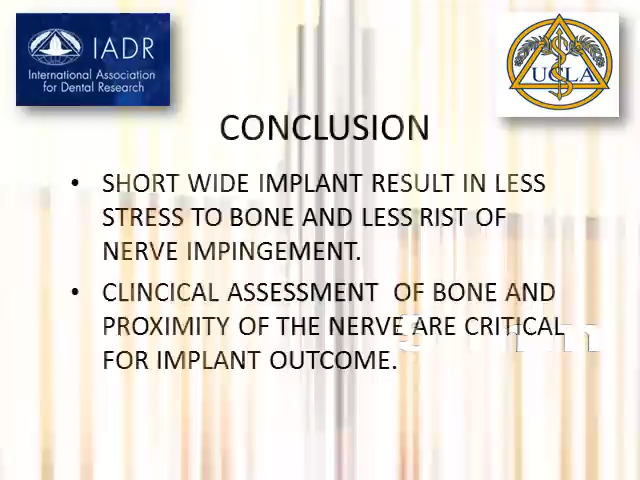 IADR
International Association
for Dental Research
UCLA
CONCLUSION
• SHORT WIDE IMPLANT RESULT IN LESS
STRESS TO BONE AND LESS RIST OF
NERVE IMPINGEMENT.
• CLINCICAL ASSESSMENT OF BONE AND
PROXIMITY OF THE NERVE ARE CRITICAL
FOR IMPLANT OUTCOME.